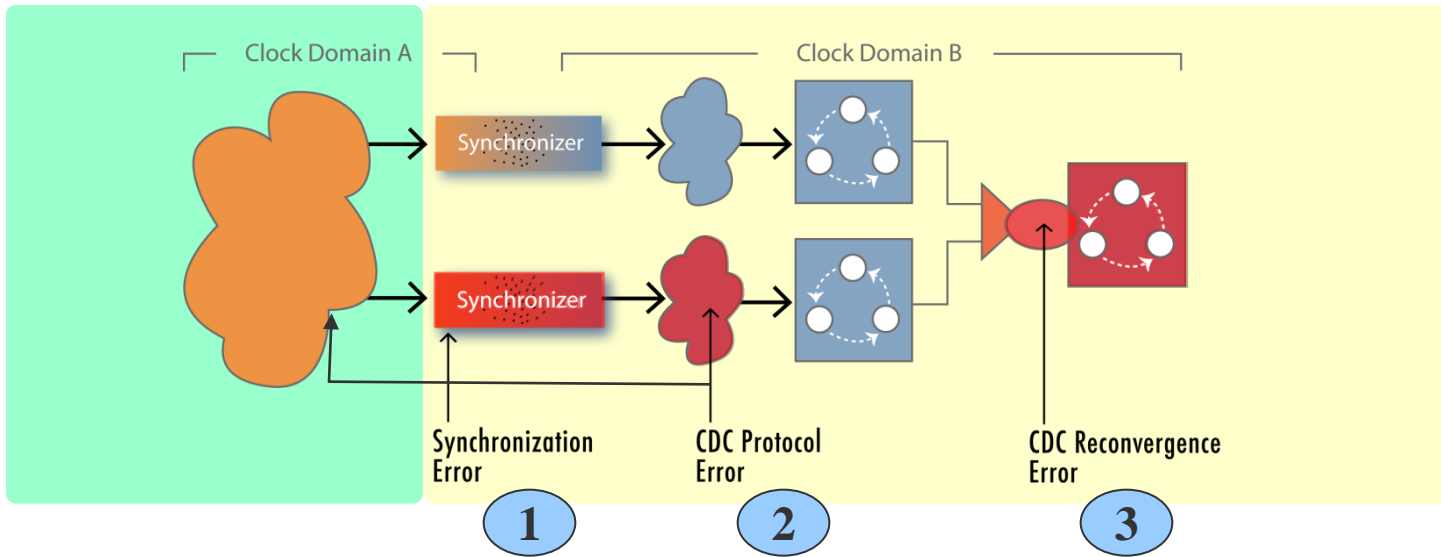 Clock Domain A
Clock Domain B
Synchronizer
Synchronizer
Synchronization
Error
CDC Protocol
Error
CDC Reconvergence
Error
1
2
3